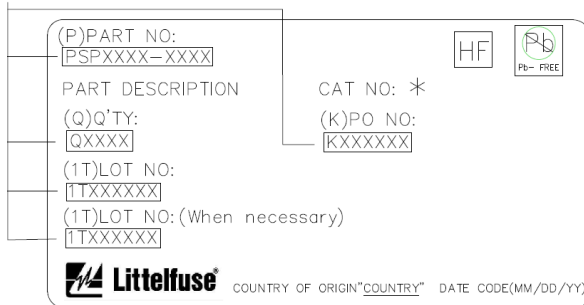 (P)PART NO:
PSPXXXX-XXXX
HF
Pb
Pb- FREE
PART DESCRIPTION
CAT NO: *
(Q)Q'TY:
QXXXX
(K)PO NO:
KXXXXXX
(1T)LOT NO:
1TXXXXXX
(1T)LOT NO:(When necessary)
1TXXXXXX
Littelfuse®
COUNTRY OF ORIGIN"COUNTRY" DATE CODE(MM/DD/YY)